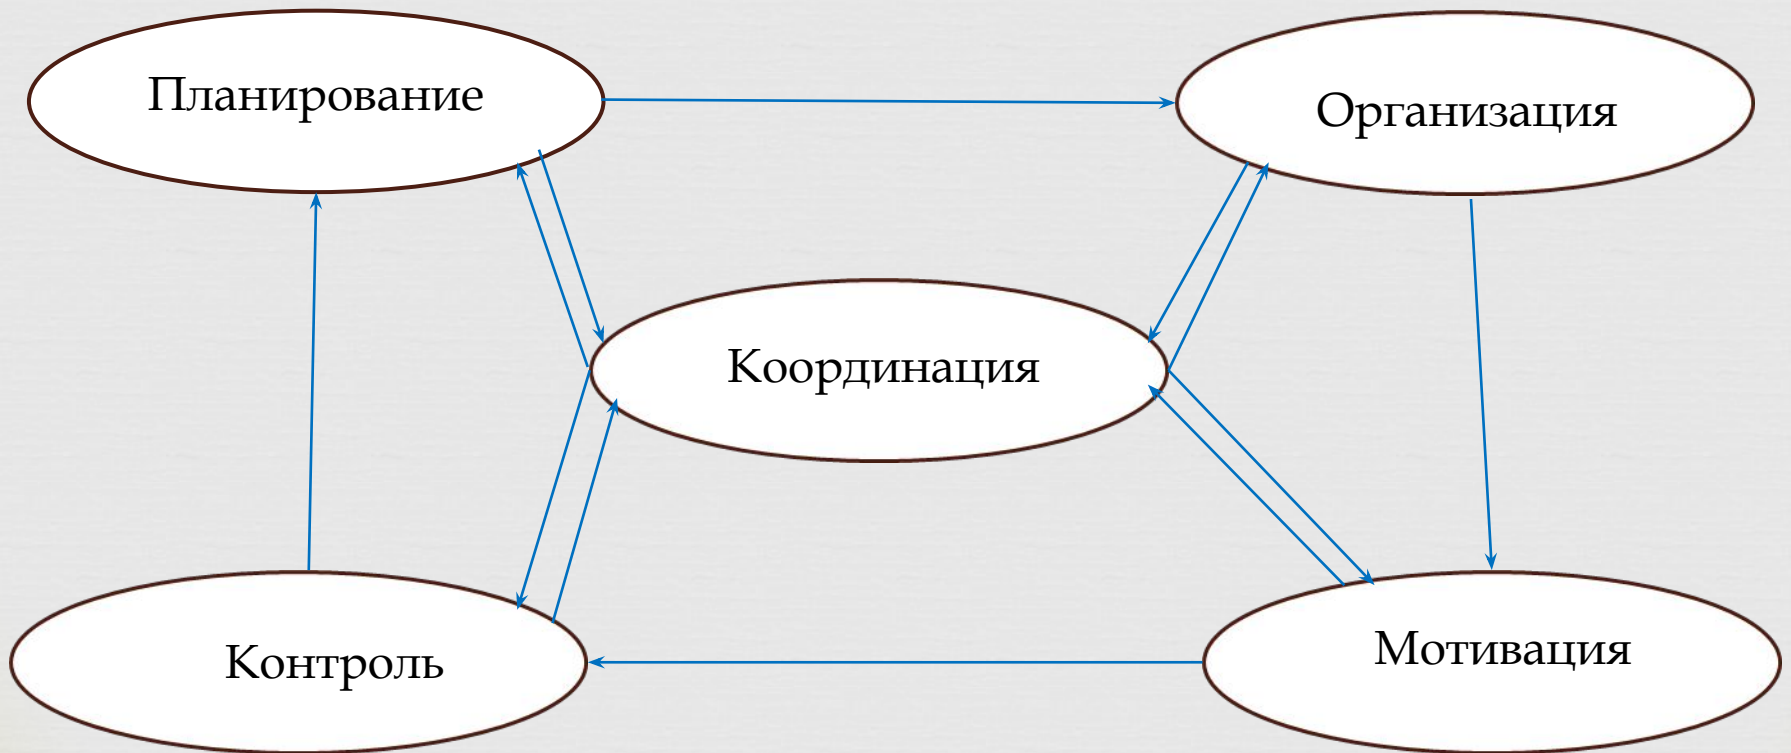 Планирование
Организация
Координация
Контроль
Мотивация